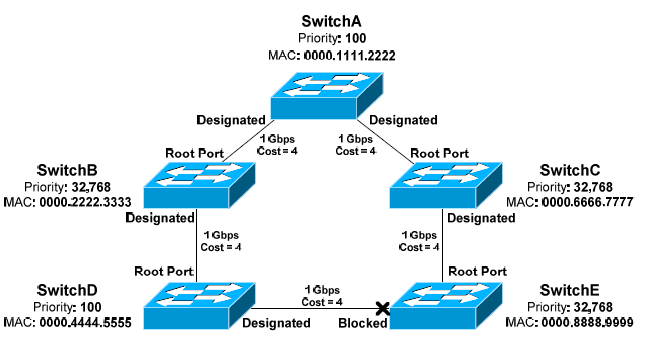 SwitchA
Priority: 100
MAC: 0000.1111.2222
Designated
Designated
1 Gbps
Cost = 4
1 Gbps
Cost = 4
Root Port
Root Port
SwitchB
Priority: 32,768
MAC: 0000.2222.3333
Designated
SwitchC
Priority: 32,768
MAC: 0000.6666.7777
Designated
1 Gbps
Cost = 4
1 Gbps
Cost = 4
Root Port
Root Port
SwitchD
Priority: 100
MAC: 0000.4444.5555
1 Gbps
Cost = 4
Designated
Blocked
SwitchE
Priority: 32,768
MAC: 0000.8888.9999